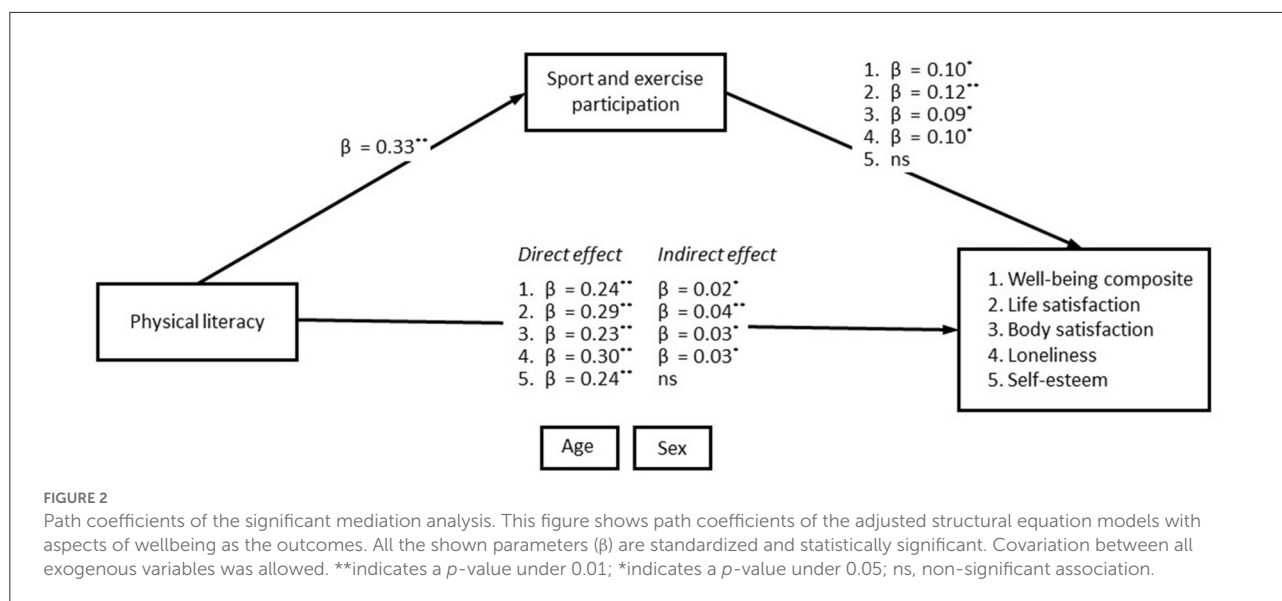 Sport and exercise
participation
1. β = 0.10*
2. β = 0.12**
3. β = 0.09*
4. β = 0.10*
5. ns
β = 0.33**
Physical literacy
Direct effect Indirect effect
1. β = 0.24** β = 0.02*
2. β = 0.29** β = 0.04**
3. β = 0.23** β = 0.03*
4. β = 0.30** β = 0.03*
5. β = 0.24** ns
1. Well-being composite
2. Life satisfaction
3. Body satisfaction
4. Loneliness
5. Self-esteem
Age Sex
FIGURE 2
Path coefficients of the significant mediation analysis. This figure shows path coefficients of the adjusted structural equation models with
aspects of wellbeing as the outcomes. All the shown parameters (β) are standardized and statistically significant. Covariation between all
exogenous variables was allowed. **indicates a p-value under 0.01; *indicates a p-value under 0.05; ns, non-significant association.